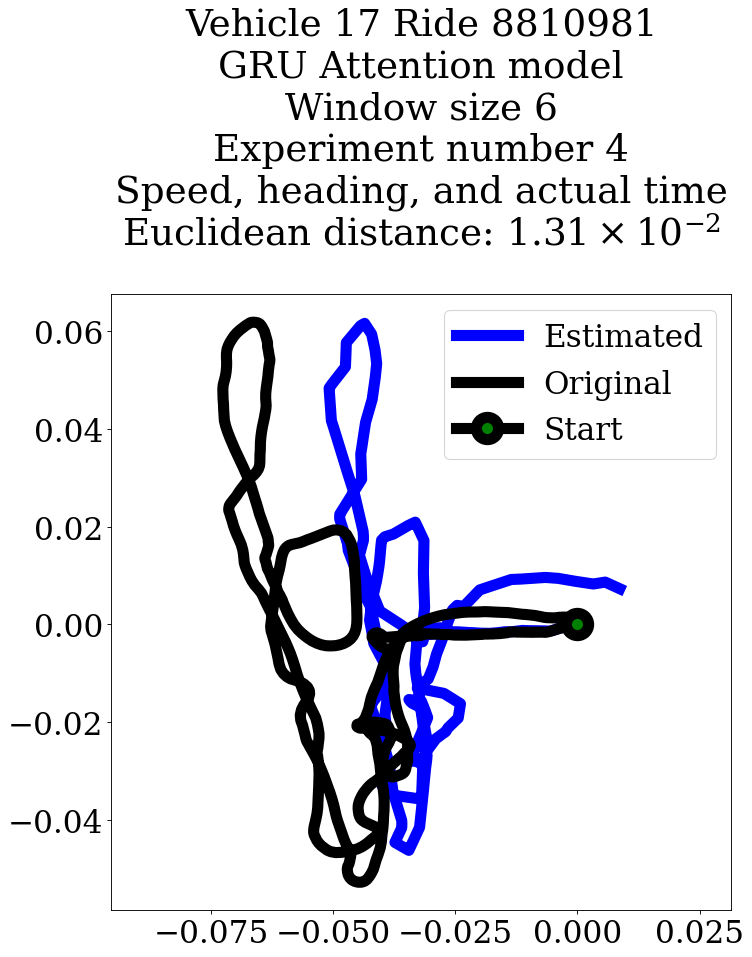 Vehicle 17 Ride 8810981
GRU Attention model
Window size 6
Experiment number 4
Speed, heading, and actual time
Euclidean distance: 1.31 × 10⁻²
Estimated
Original
Start
0.06
0.04
0.02
0.00
−0.02
−0.04
−0.075 −0.050 −0.025 0.000 0.025